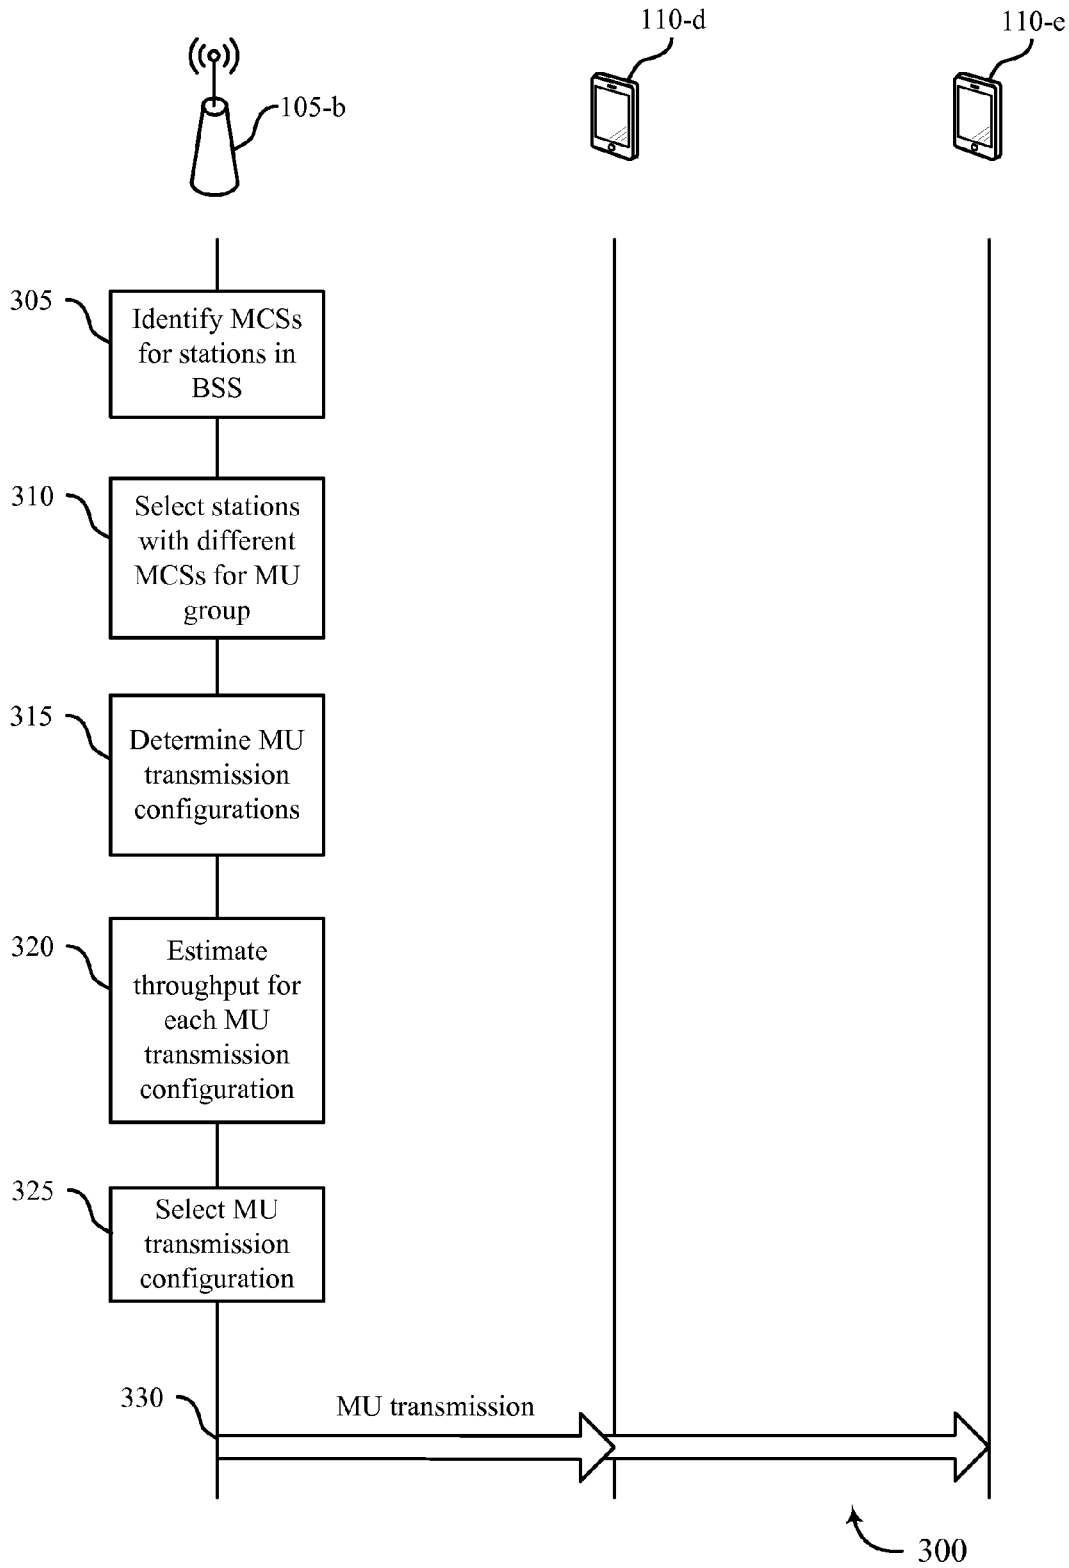 110-d
110-e
105-b
305
Identify MCSs
for stations in
BSS
310
Select stations
with different
MCSs for MU
group
315
Determine MU
transmission
configurations
320
Estimate
throughput for
each MU
transmission
configuration
325
Select MU
transmission
configuration
330
MU transmission
300